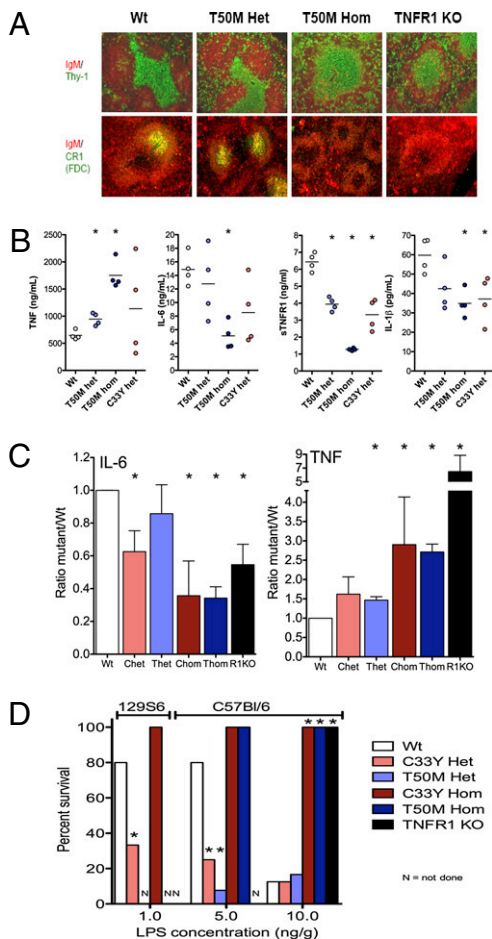 A
Wt T50M Het T50M Hom TNFR1 KO
IgM/
Thy-1
IgM/
CR1
(FDC)
B
TNF (ng/mL)
2500
2000
1500
1000
500
0
* *
Wt T50M het T50M hom C33Y het
IL-6 (ng/mL)
20
18
16
14
12
10
8
6
4
2
0
*
Wt T50M het T50M hom C33Y het
sTNFR1 (ng/ml)
8
7
6
5
4
3
2
1
0
* * *
Wt T50M het T50M hom C33Y het
IL-1β (pg/mL)
70
60
50
40
30
20
10
0
* *
Wt T50M het T50M hom C33Y het
C
IL-6
Ratio mutant/Wt
1.2
1.0
0.8
0.6
0.4
0.2
0.0
* * * *
Wt Chet Thet Chom Thom R1KO
TNF
Ratio mutant/Wt
9
7
5
4.0
3.0
2.5
2.0
1.5
1.0
0.5
0.0
* * * *
Wt Chet Thet Chom Thom R1KO
D
129S6 C57Bl/6
Percent survival
100
80
60
40
20
0
* N NN * * N * * *
1.0 5.0 10.0
LPS concentration (ng/g)
Wt
C33Y Het
T50M Het
C33Y Hom
T50M Hom
TNFR1 KO
N = not done